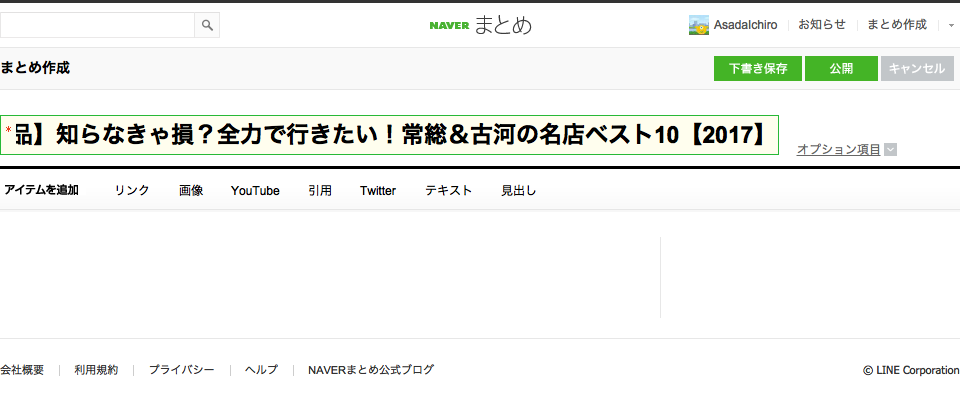 NAVER まとめ AsadaIchiro お知らせ まとめ作成
まとめ作成 下書き保存 公開 キャンセル
*品】知らなきゃ損？全力で行きたい！常総＆古河の名店ベスト10【2017】
オプション項目
アイテムを追加 リンク 画像 YouTube 引用 Twitter テキスト 見出し
会社概要 利用規約 プライバシー ヘルプ NAVERまとめ公式ブログ © LINE Corporation